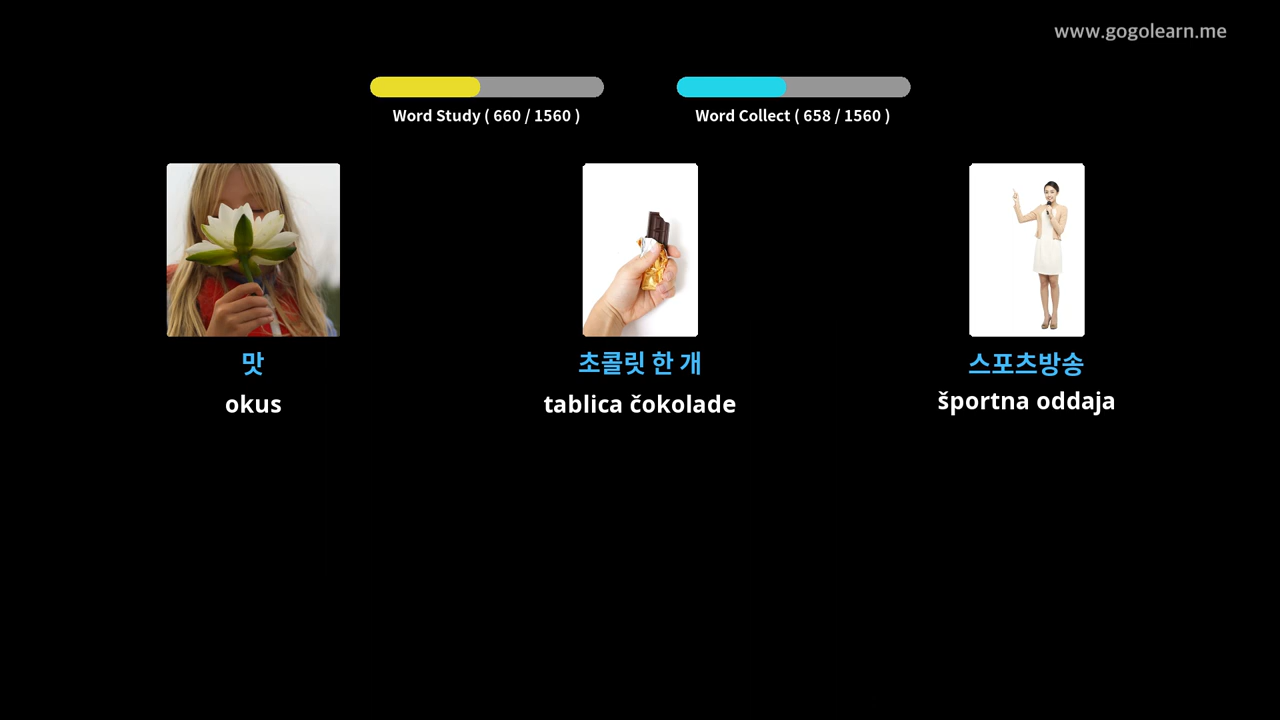 www.gogolearn.me
Word Study ( 660 / 1560 )
Word Collect ( 658 / 1560 )
맛
초콜릿 한 개
스포츠방송
okus
tablica čokolade
športna oddaja